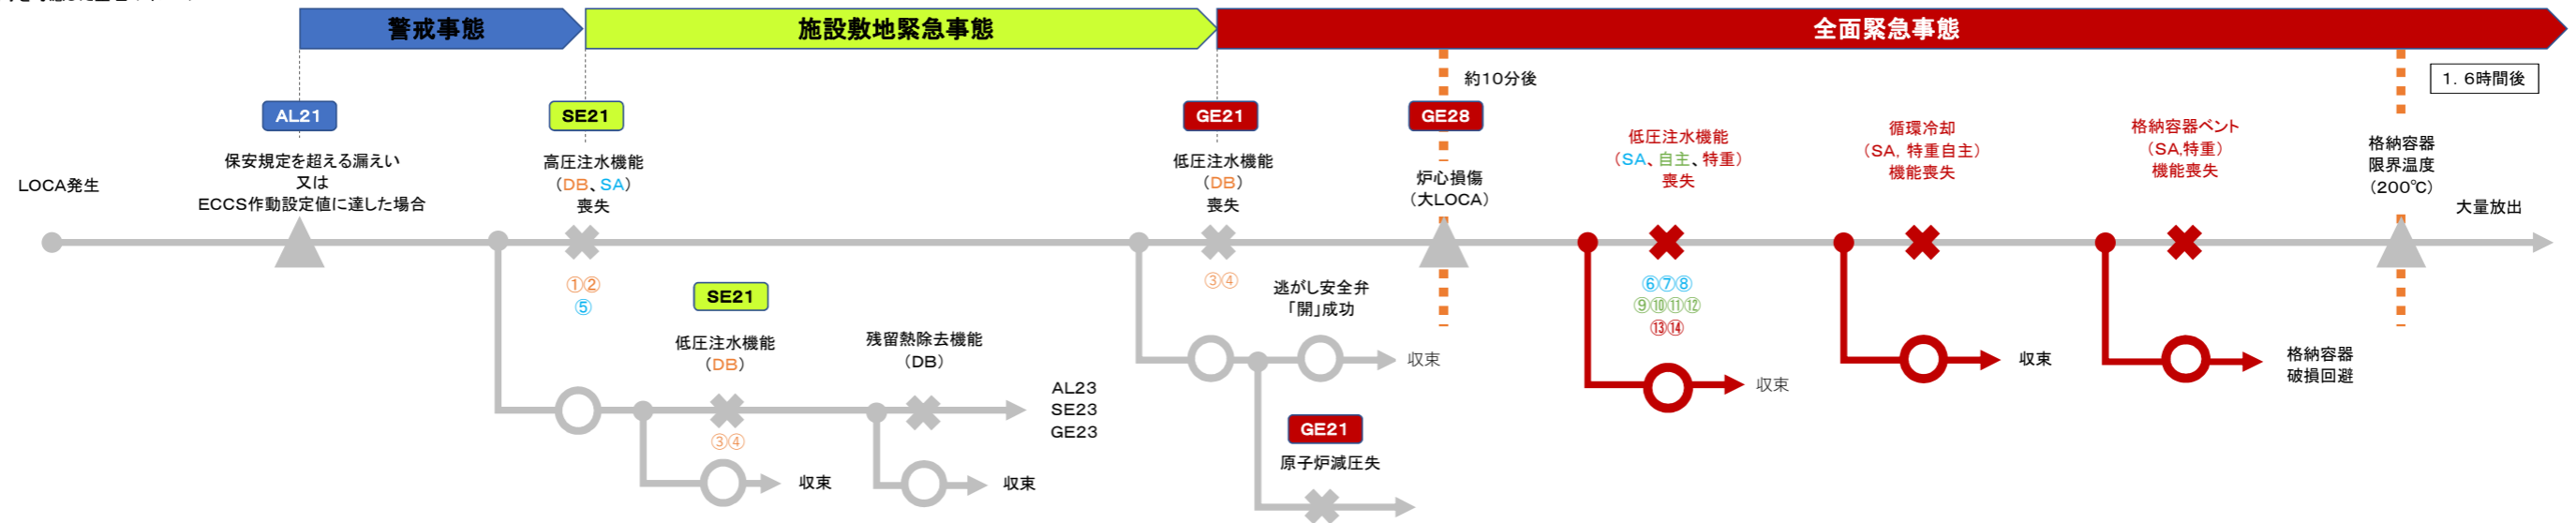 警戒事態
施設敷地緊急事態
全面緊急事態
約10分後
1.6時間後
AL21
SE21
GE21
GE28
LOCA発生
保安規定を超える漏えい
又は
ECCS作動設定値に達した場合
高圧注水機能
（DB、SA）
喪失
①②
⑤
SE21
低圧注水機能
（DB）
③④
収束
残留熱除去機能
（DB）
収束
AL23
SE23
GE23
低圧注水機能
（DB）
喪失
③④
逃がし安全弁
「開」成功
収束
GE21
原子炉減圧失
炉心損傷
（大LOCA）
低圧注水機能
（SA、自主、特重）
喪失
⑥⑦⑧
⑨⑩⑪⑫
⑬⑭
収束
循環冷却
（SA, 特重自主）
機能喪失
収束
格納容器ベント
（SA,特重）
機能喪失
格納容器
破損回避
格納容器
限界温度
（200℃）
大量放出